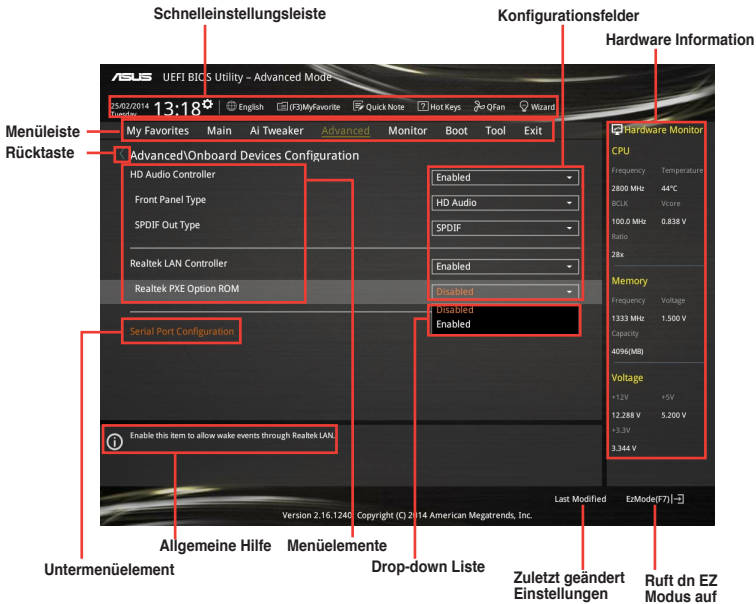 Schnelleinstellungsleiste
Konfigurationsfelder
Hardware Information
ASUS UEFI BIOS Utility – Advanced Mode
25/02/2014 Tuesday 13:18 English (F3)MyFavorite Quick Note ? Hot Keys QFan Wizard
Menüleiste
My Favorites Main Ai Tweaker Advanced Monitor Boot Tool Exit
Rücktaste
Advanced\Onboard Devices Configuration
HD Audio Controller Enabled
Front Panel Type HD Audio
SPDIF Out Type SPDIF
Realtek LAN Controller Enabled
Realtek PXE Option ROM Disabled
Disabled
Enabled
Serial Port Configuration
Hardware Monitor
CPU
Frequency Temperature
2800 MHz 44°C
BCLK Vcore
100.0 MHz 0.838 V
Ratio
28x
Memory
Frequency Voltage
1333 MHz 1.500 V
Capacity
4096(MB)
Voltage
+12V +5V
12.288 V 5.200 V
+3.3V
3.344 V
Enable this item to allow wake events through Realtek LAN.
Last Modified EzMode(F7)
Version 2.16.1240. Copyright (C) 2014 American Megatrends, Inc.
Allgemeine Hilfe
Menüelemente
Untermenüelement
Drop-down Liste
Zuletzt geändert
Einstellungen
Ruft dn EZ
Modus auf